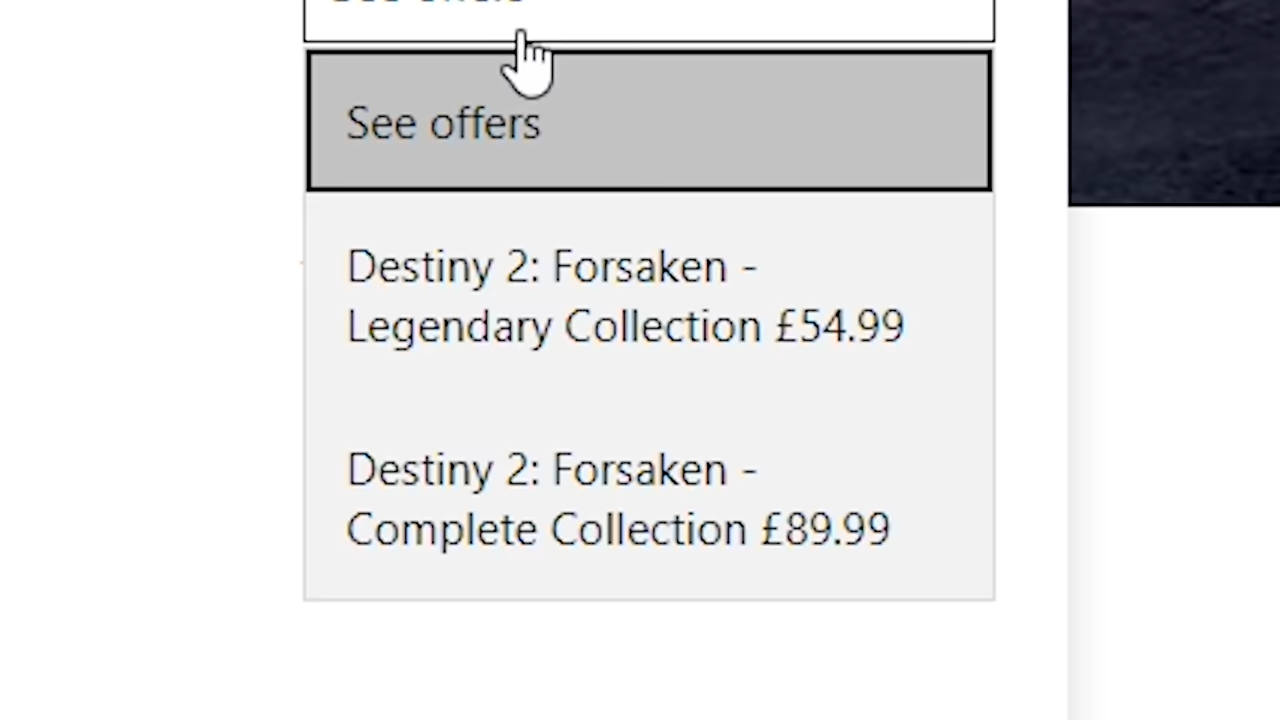 See offers
Destiny 2: Forsaken -
Legendary Collection £54.99
Destiny 2: Forsaken -
Complete Collection £89.99